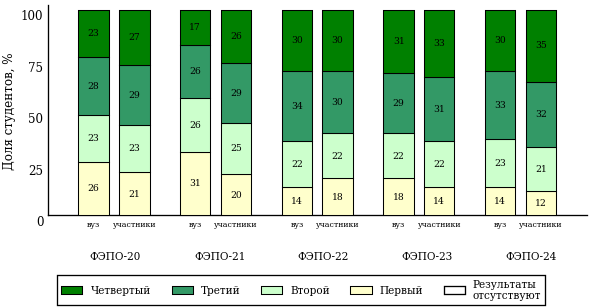 Доля студентов, %
100
75
50
25
0
23 27 17 26 30 30 31 33 30 35
28 29 26 29 34 30 29 31 33 32
23 23 26 25 22 22 22 22 23 21
26 21 31 20 14 18 18 14 14 12
вуз участники вуз участники вуз участники вуз участники вуз участники
ФЭПО-20 ФЭПО-21 ФЭПО-22 ФЭПО-23 ФЭПО-24
Четвертый Третий Второй Первый Результаты
отсутствуют